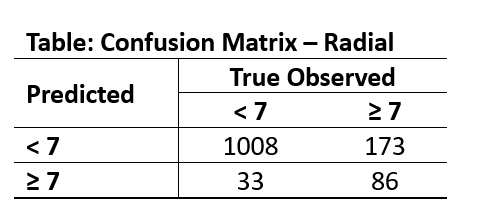 Table: Confusion Matrix – Radial
Predicted True Observed
< 7 ≥ 7
< 7 1008 173
≥ 7 33 86